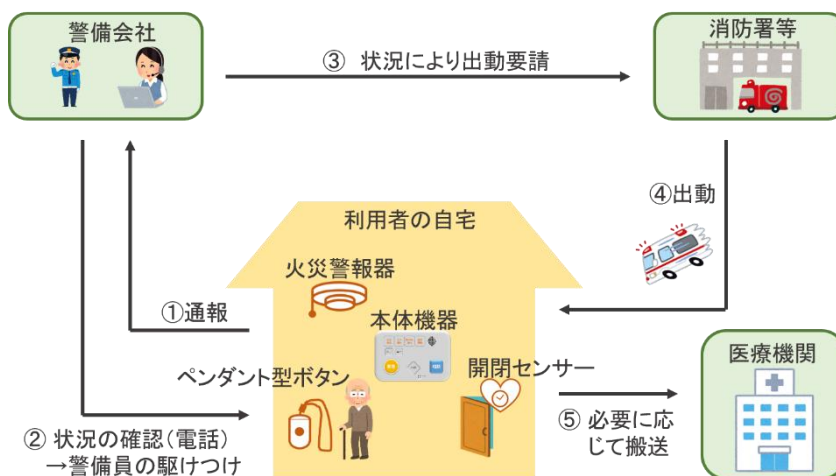 警備会社
消防署等
③ 状況により出動要請
④出動
利用者の自宅
火災警報器
①通報
本体機器
医療機関
ペンダント型ボタン
開閉センサー
② 状況の確認(電話)
→警備員の駆けつけ
⑤ 必要に応
じて搬送